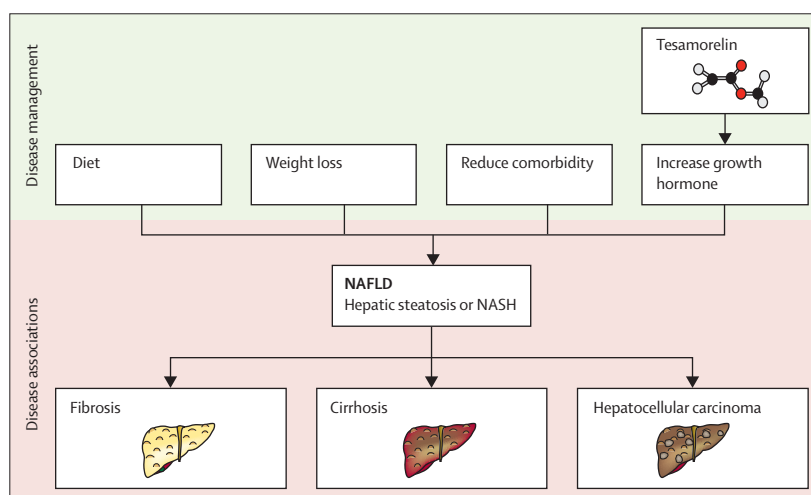 Disease management
Tesamorelin
Diet
Weight loss
Reduce comorbidity
Increase growth
hormone
Disease associations
NAFLD
Hepatic steatosis or NASH
Fibrosis
Cirrhosis
Hepatocellular carcinoma